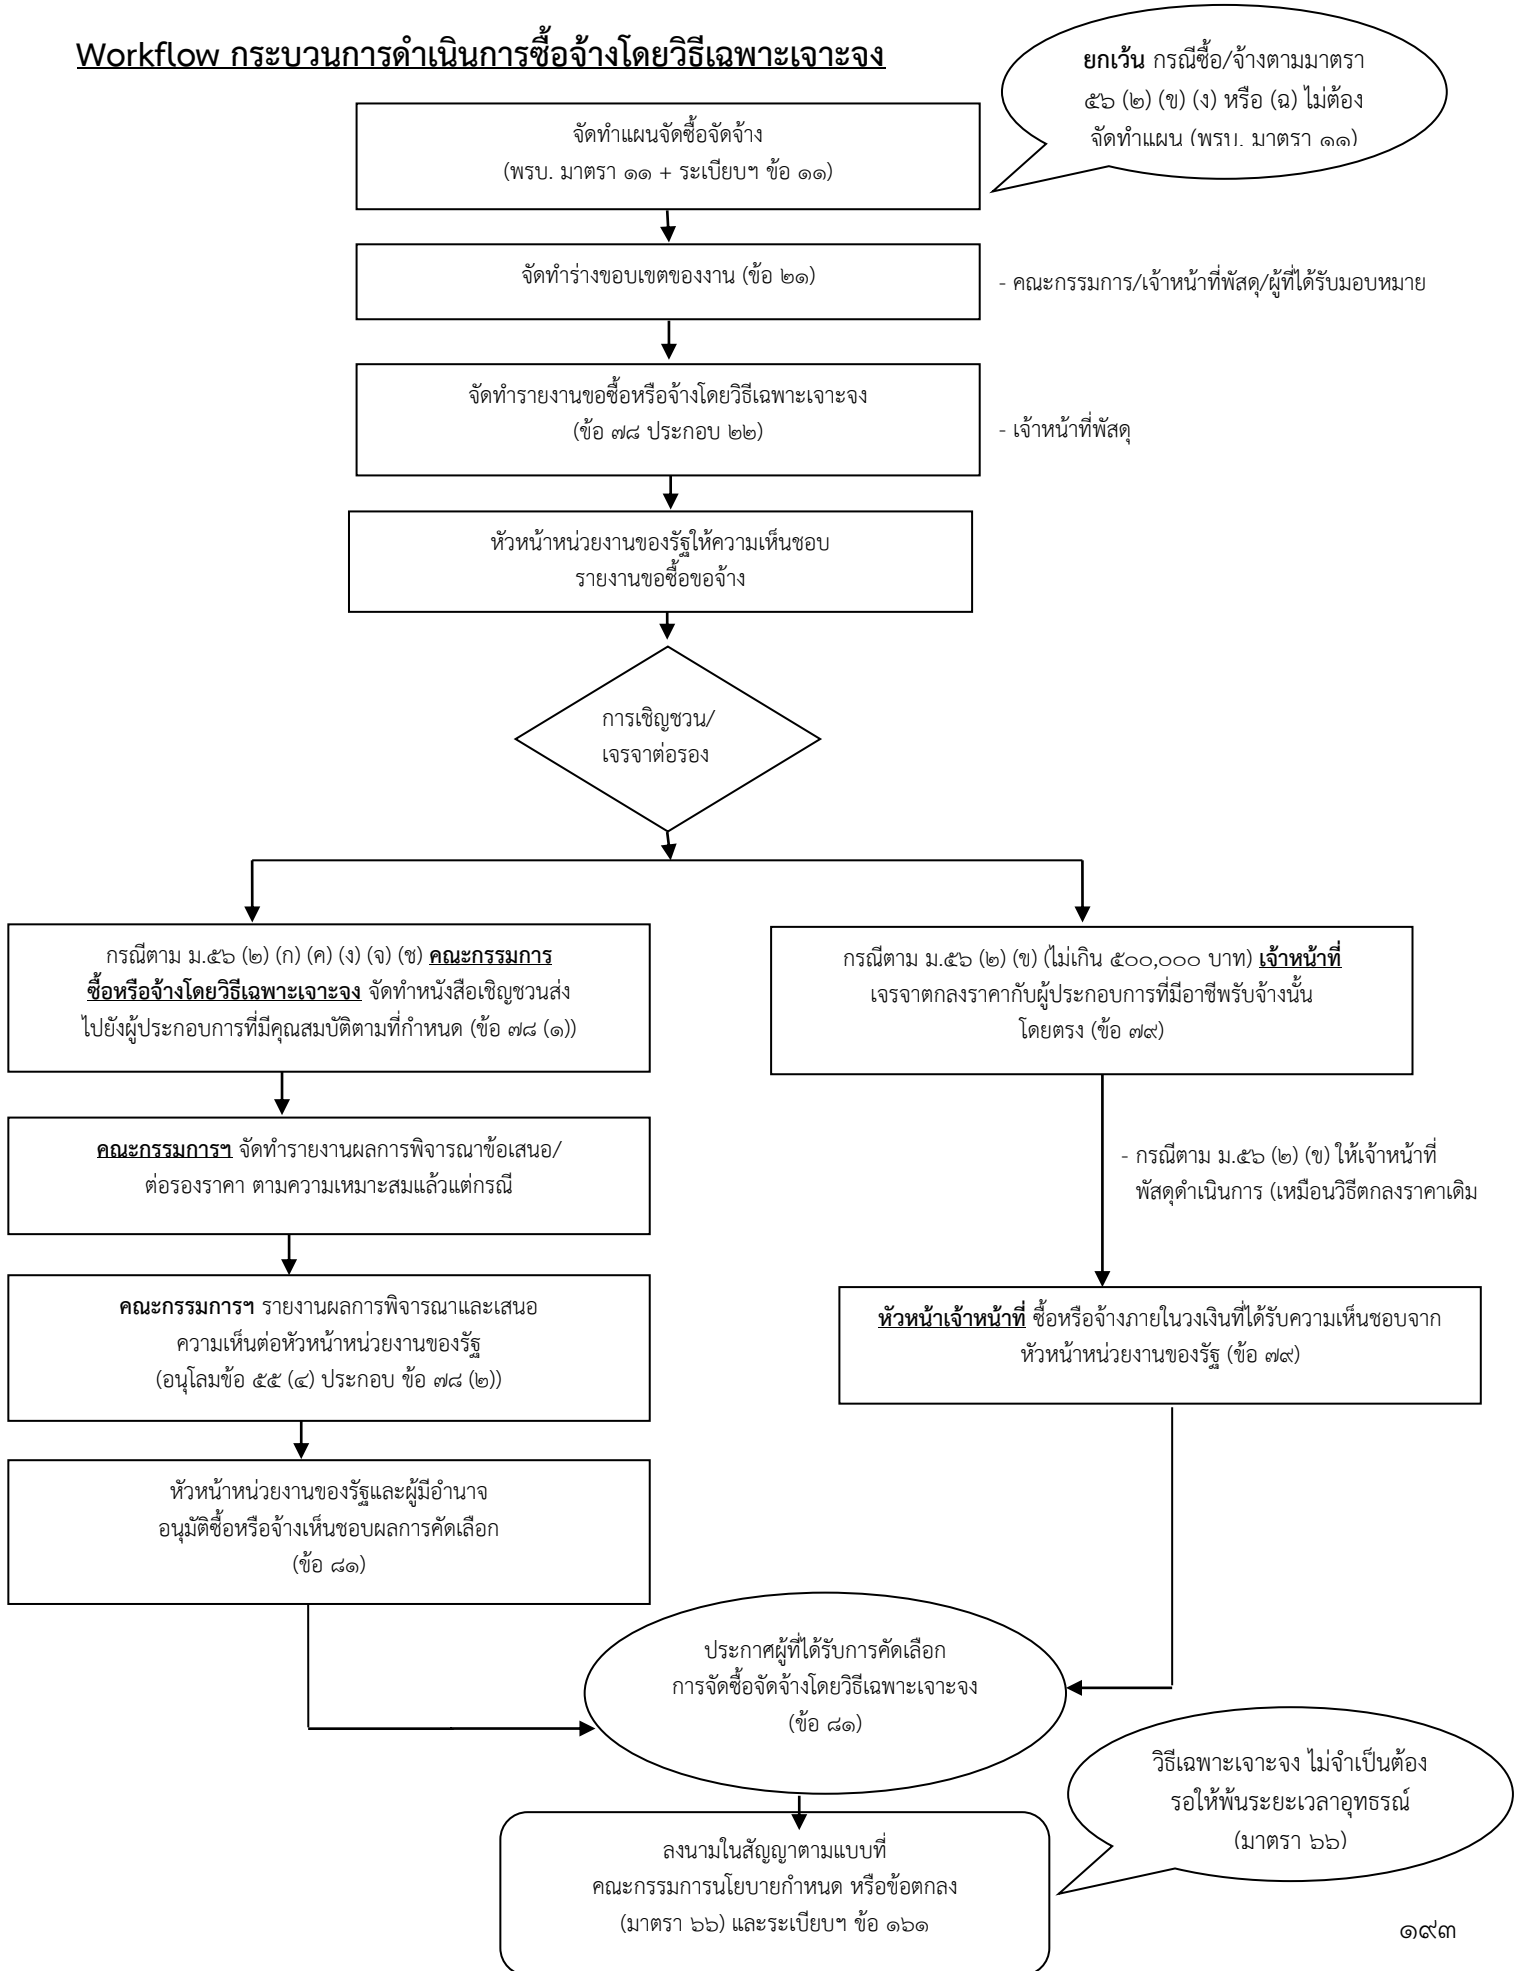 Workflow กระบวนการดำเนินการซื้อจ้างโดยวิธีเฉพาะเจาะจง
ยกเว้น กรณีซื้อ/จ้างตามมาตรา
๕๖ (๒) (ข) (ง) หรือ (ฉ) ไม่ต้อง
จัดทำแผน (พรบ. มาตรา ๑๑)
จัดทำแผนจัดซื้อจัดจ้าง
(พรบ. มาตรา ๑๑ + ระเบียบฯ ข้อ ๑๑)
จัดทำร่างขอบเขตของงาน (ข้อ ๒๑)
- คณะกรรมการ/เจ้าหน้าที่พัสดุ/ผู้ที่ได้รับมอบหมาย
จัดทำรายงานขอซื้อหรือจ้างโดยวิธีเฉพาะเจาะจง
(ข้อ ๗๘ ประกอบ ๒๒)
- เจ้าหน้าที่พัสดุ
หัวหน้าหน่วยงานของรัฐให้ความเห็นชอบ
รายงานขอซื้อขอจ้าง
การเชิญชวน/
เจรจาต่อรอง
กรณีตาม ม.๕๖ (๒) (ก) (ค) (ง) (จ) (ช) คณะกรรมการ
ซื้อหรือจ้างโดยวิธีเฉพาะเจาะจง จัดทำหนังสือเชิญชวนส่ง
ไปยังผู้ประกอบการที่มีคุณสมบัติตามที่กำหนด (ข้อ ๗๘ (๑))
กรณีตาม ม.๕๖ (๒) (ข) (ไม่เกิน ๕๐๐,๐๐๐ บาท) เจ้าหน้าที่
เจรจาตกลงราคากับผู้ประกอบการที่มีอาชีพรับจ้างนั้น
โดยตรง (ข้อ ๗๙)
คณะกรรมการฯ จัดทำรายงานผลการพิจารณาข้อเสนอ/
ต่อรองราคา ตามความเหมาะสมแล้วแต่กรณี
- กรณีตาม ม.๕๖ (๒) (ข) ให้เจ้าหน้าที่
พัสดุดำเนินการ (เหมือนวิธีตกลงราคาเดิม
คณะกรรมการฯ รายงานผลการพิจารณาและเสนอ
ความเห็นต่อหัวหน้าหน่วยงานของรัฐ
(อนุโลมข้อ ๕๕ (๔) ประกอบ ข้อ ๗๘ (๒))
หัวหน้าเจ้าหน้าที่ ซื้อหรือจ้างภายในวงเงินที่ได้รับความเห็นชอบจาก
หัวหน้าหน่วยงานของรัฐ (ข้อ ๗๙)
หัวหน้าหน่วยงานของรัฐและผู้มีอำนาจ
อนุมัติซื้อหรือจ้างเห็นชอบผลการคัดเลือก
(ข้อ ๘๑)
ประกาศผู้ที่ได้รับการคัดเลือก
การจัดซื้อจัดจ้างโดยวิธีเฉพาะเจาะจง
(ข้อ ๘๑)
วิธีเฉพาะเจาะจง ไม่จำเป็นต้อง
รอให้พ้นระยะเวลาอุทธรณ์
(มาตรา ๖๖)
ลงนามในสัญญาตามแบบที่
คณะกรรมการนโยบายกำหนด หรือข้อตกลง
(มาตรา ๖๖) และระเบียบฯ ข้อ ๑๖๑
๑๙๓